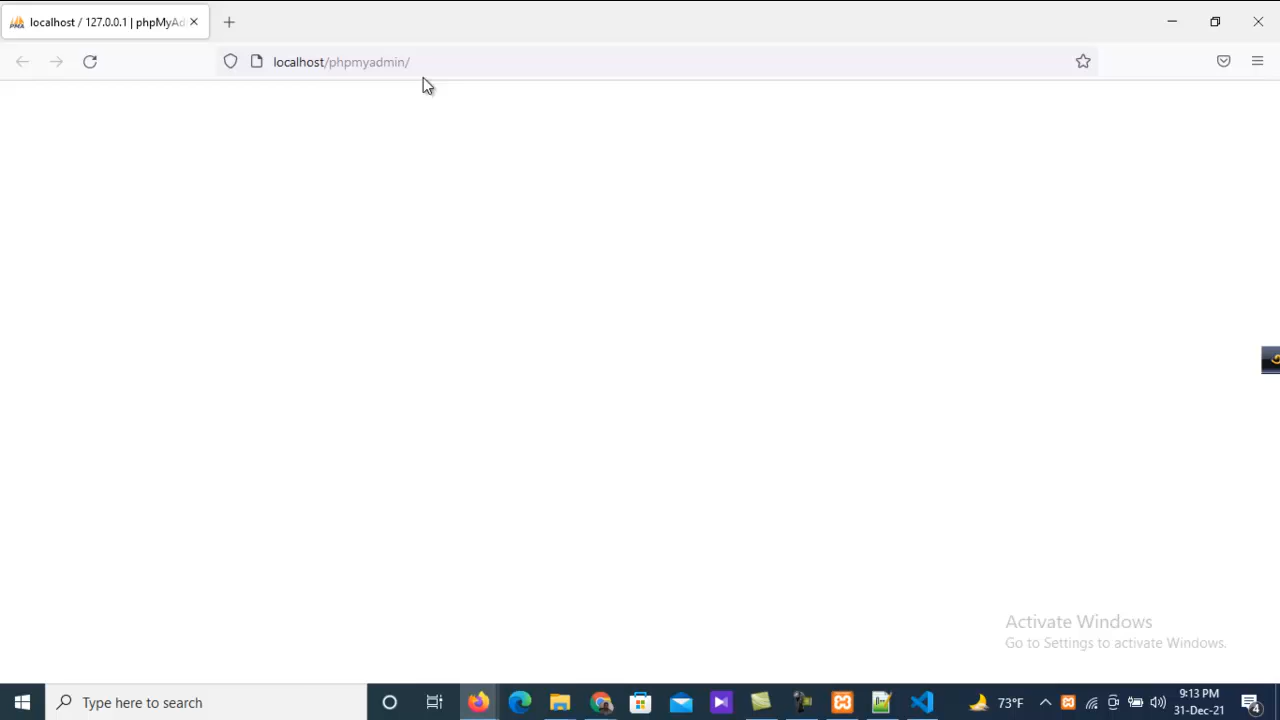 localhost / 127.0.0.1 | phpMyAd
localhost/phpmyadmin/
Activate Windows
Go to Settings to activate Windows.
Type here to search
73°F
9:13 PM
31-Dec-21
4